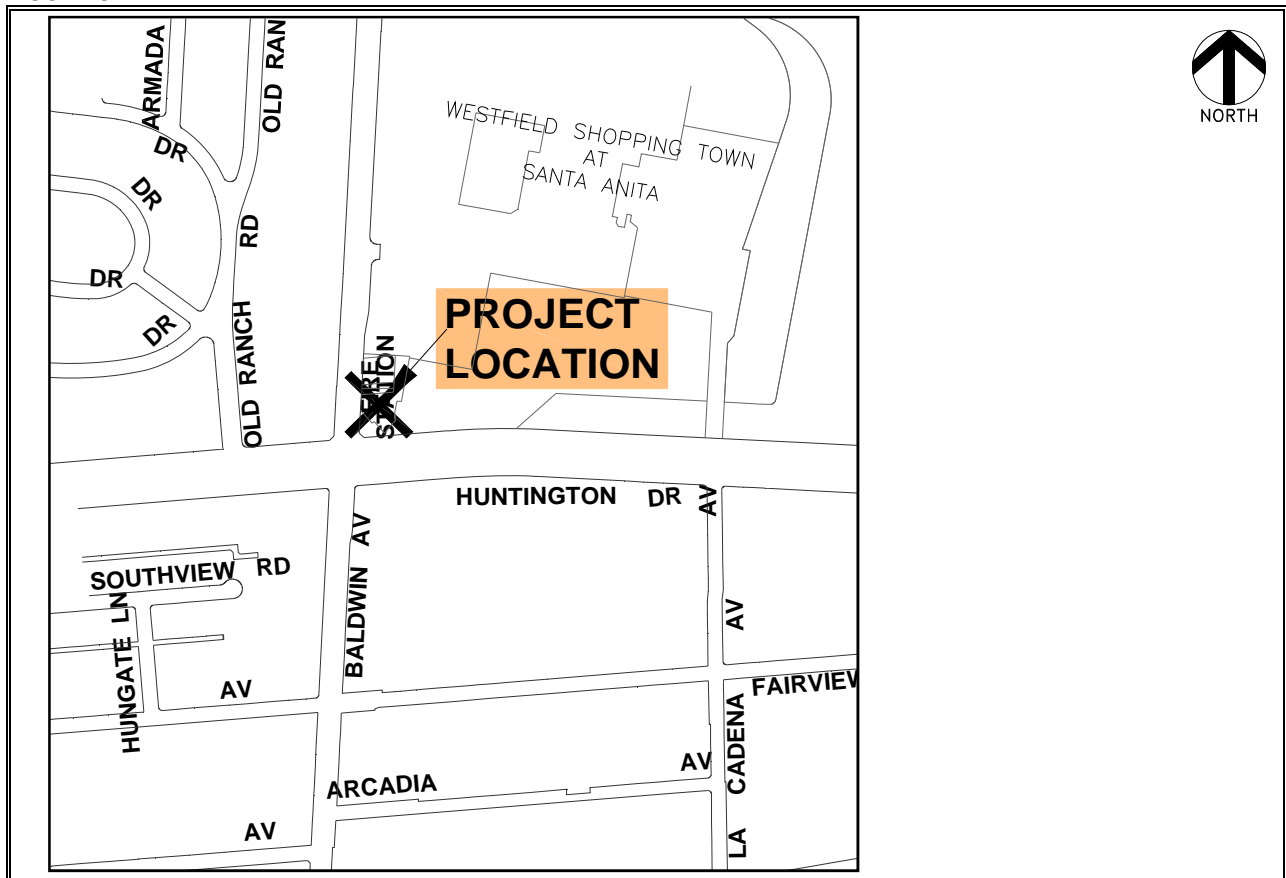 NORTH
ARMADA
DR
OLD RAN
DR
DR
DR
RD
OLD RANCH
WESTFIELD SHOPPING TOWN
AT
SANTA ANITA
PROJECT
LOCATION
FIRE
STATION
HUNTINGTON DR
AV
BALDWIN AV
SOUTHVIEW RD
HUNGATE LN
AV
AV
FAIRVIEW
ARCADIA
AV
LA CADENA
AV